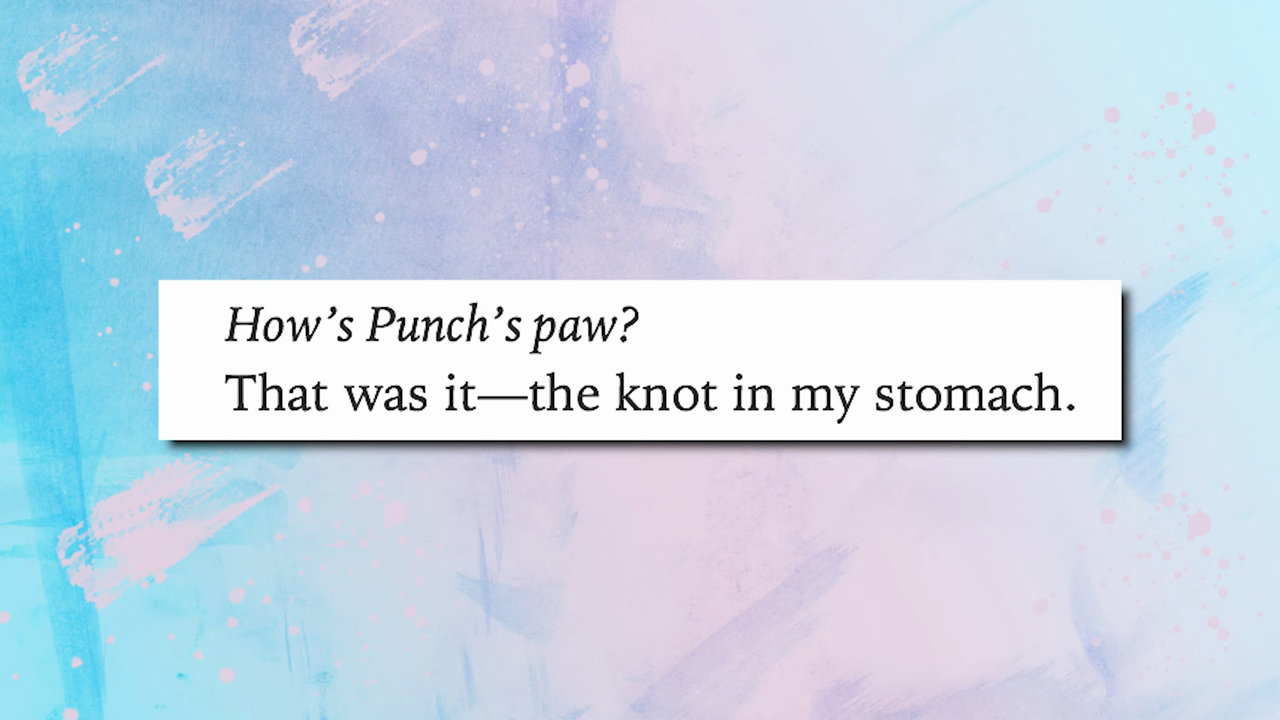 How’s Punch’s paw?
That was it—the knot in my stomach.